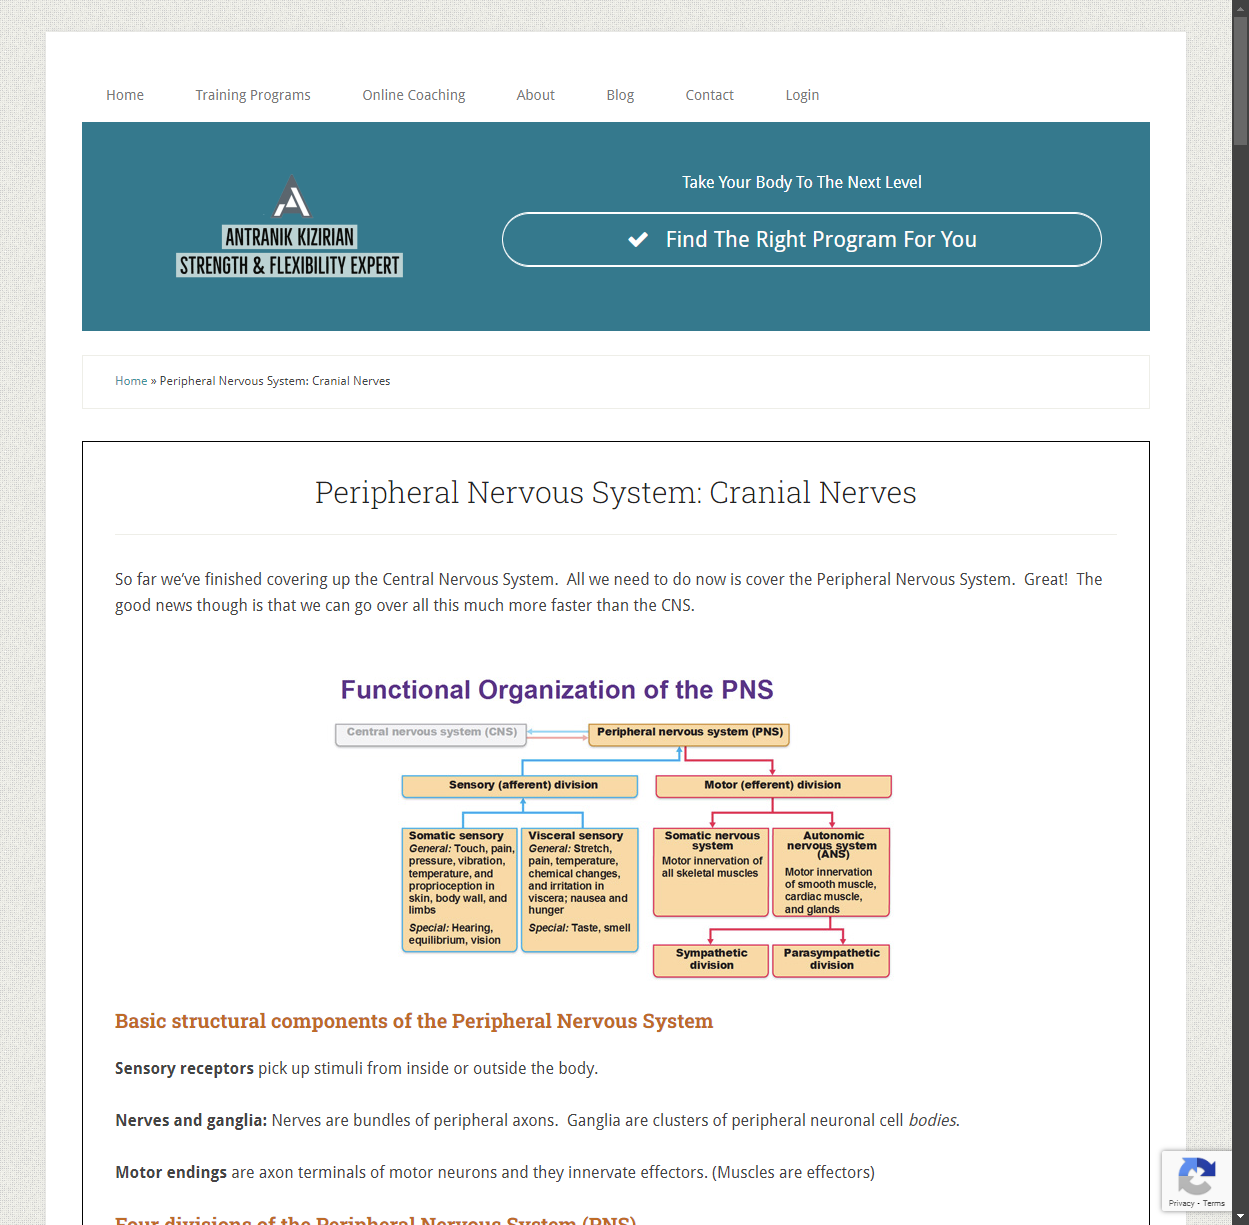 Home
Training Programs
Online Coaching
About
Blog
Contact
Login
ANTRANIK KIZIRIAN
STRENGTH & FLEXIBILITY EXPERT
Take Your Body To The Next Level
Find The Right Program For You
Home » Peripheral Nervous System: Cranial Nerves
Peripheral Nervous System: Cranial Nerves
So far we've finished covering up the Central Nervous System.  All we need to do now is cover the Peripheral Nervous System.  Great!  The
good news though is that we can go over all this much more faster than the CNS.
Functional Organization of the PNS
Central nervous system (CNS)
Peripheral nervous system (PNS)
Sensory (afferent) division
Motor (efferent) division
Somatic sensory
General: Touch, pain,
pressure, vibration,
temperature, and
proprioception in
skin, body wall, and
limbs
Special: Hearing,
equilibrium, vision
Visceral sensory
General: Stretch,
pain, temperature,
chemical changes,
and irritation in
viscera; nausea and
hunger
Special: Taste, smell
Somatic nervous
system
Motor innervation of
all skeletal muscles
Autonomic
nervous system
(ANS)
Motor innervation
of smooth muscle,
cardiac muscle,
and glands
Sympathetic
division
Parasympathetic
division
Basic structural components of the Peripheral Nervous System
Sensory receptors pick up stimuli from inside or outside the body.
Nerves and ganglia: Nerves are bundles of peripheral axons.  Ganglia are clusters of peripheral neuronal cell bodies.
Motor endings are axon terminals of motor neurons and they innervate effectors. (Muscles are effectors)
Four divisions of the Peripheral Nervous System (PNS)
Privacy - Terms